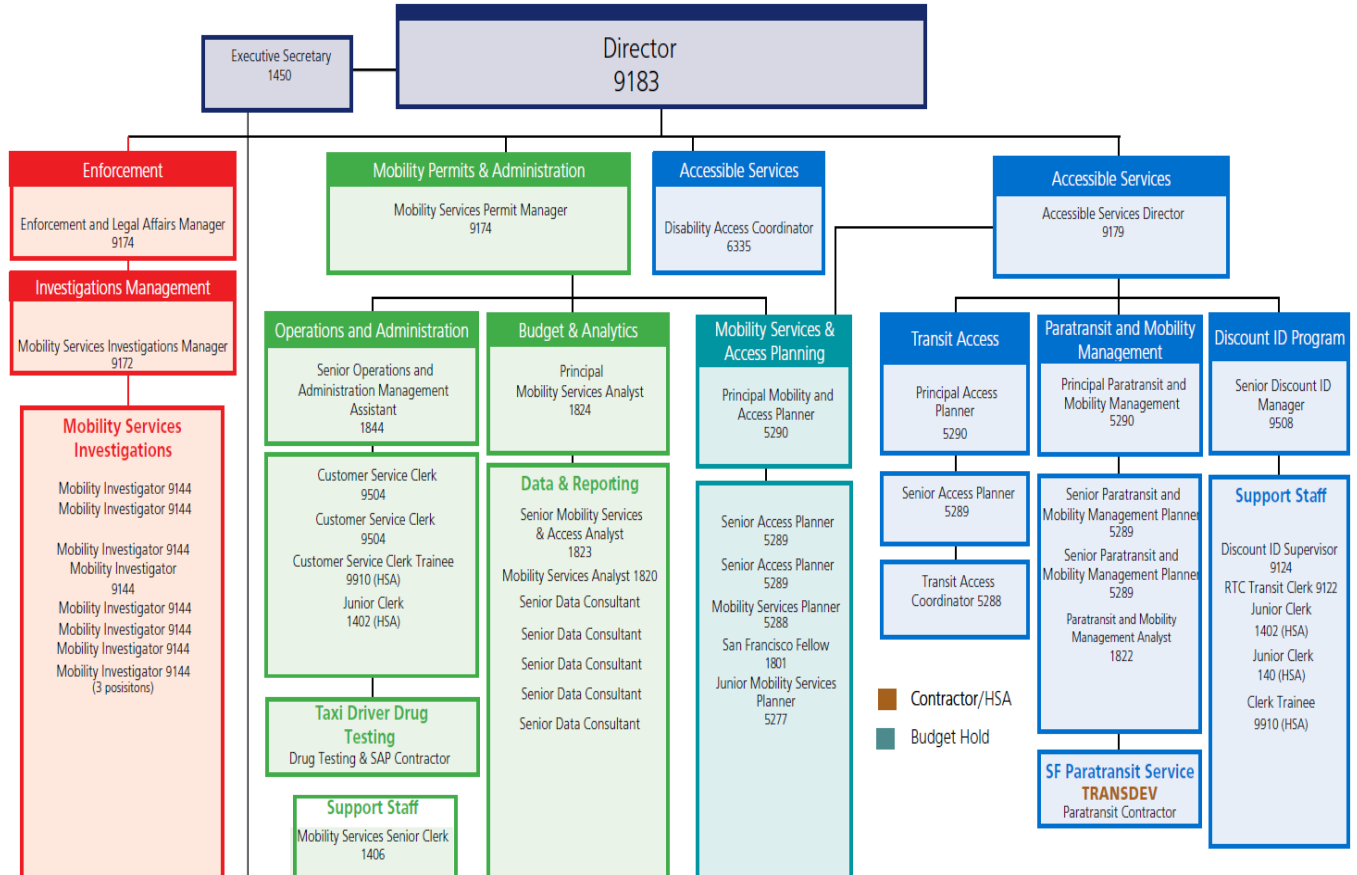 Director
9183
Executive Secretary
1450
Enforcement
Enforcement and Legal Affairs Manager
9174
Investigations Management
Mobility Services Investigations Manager
9172
Mobility Services
Investigations
Mobility Investigator 9144
Mobility Investigator 9144
Mobility Investigator 9144
Mobility Investigator
9144
Mobility Investigator 9144
Mobility Investigator 9144
Mobility Investigator 9144
Mobility Investigator 9144
(3 posisitons)
Mobility Permits & Administration
Mobility Services Permit Manager
9174
Operations and Administration
Senior Operations and
Administration Management
Assistant
1844
Customer Service Clerk
9504
Customer Service Clerk
9504
Customer Service Clerk Trainee
9910 (HSA)
Junior Clerk
1402 (HSA)
Taxi Driver Drug
Testing
Drug Testing & SAP Contractor
Support Staff
Mobility Services Senior Clerk
1406
Budget & Analytics
Principal
Mobility Services Analyst
1824
Data & Reporting
Senior Mobility Services
& Access Analyst
1823
Mobility Services Analyst 1820
Senior Data Consultant
Senior Data Consultant
Senior Data Consultant
Senior Data Consultant
Senior Data Consultant
Mobility Services &
Access Planning
Principal Mobility and
Access Planner
5290
Senior Access Planner
5289
Senior Access Planner
5289
Mobility Services Planner
5288
San Francisco Fellow
1801
Junior Mobility Services
Planner
5277
Accessible Services
Disability Access Coordinator
6335
Accessible Services
Accessible Services Director
9179
Transit Access
Principal Access
Planner
5290
Senior Access Planner
5289
Transit Access
Coordinator 5288
Paratransit and Mobility
Management
Principal Paratransit and
Mobility Management
5290
Senior Paratransit and
Mobility Management Planner
5289
Senior Paratransit and
Mobility Management Planner
5289
Paratransit and Mobility
Management Analyst
1822
SF Paratransit Service
TRANSDEV
Paratransit Contractor
Discount ID Program
Senior Discount ID
Manager
9508
Support Staff
Discount ID Supervisor
9124
RTC Transit Clerk 9122
Junior Clerk
1402 (HSA)
Junior Clerk
140 (HSA)
Clerk Trainee
9910 (HSA)
Contractor/HSA
Budget Hold